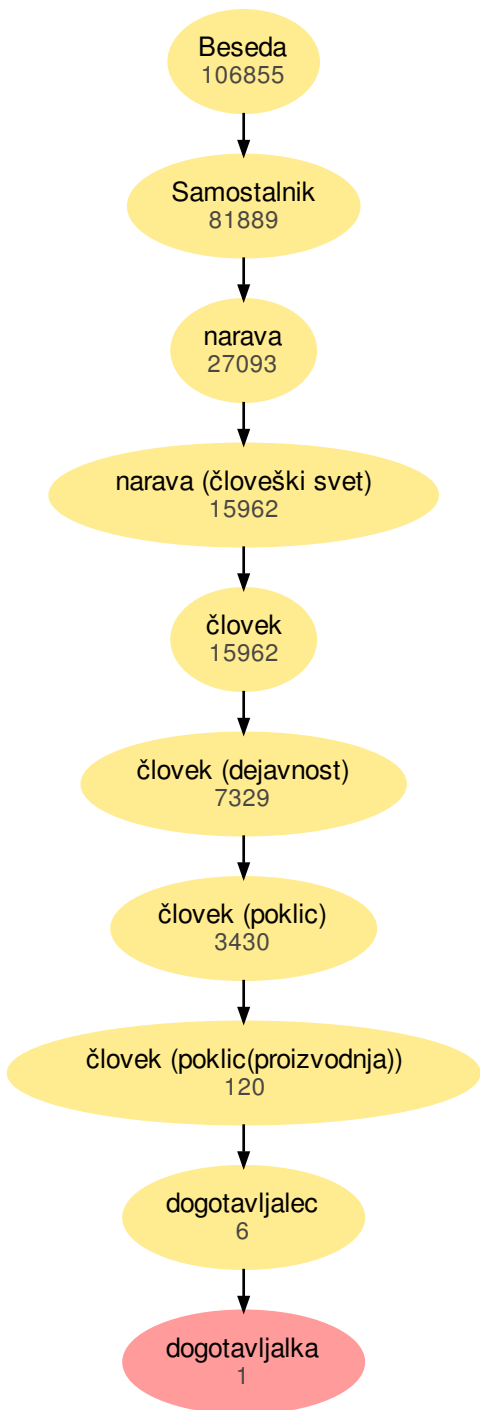 Beseda
106855
Samostalnik
81889
narava
27093
narava (človeški svet)
15962
človek
15962
človek (dejavnost)
7329
človek (poklic)
3430
človek (poklic(proizvodnja))
120
dogotavljalec
6
dogotavljalka
1